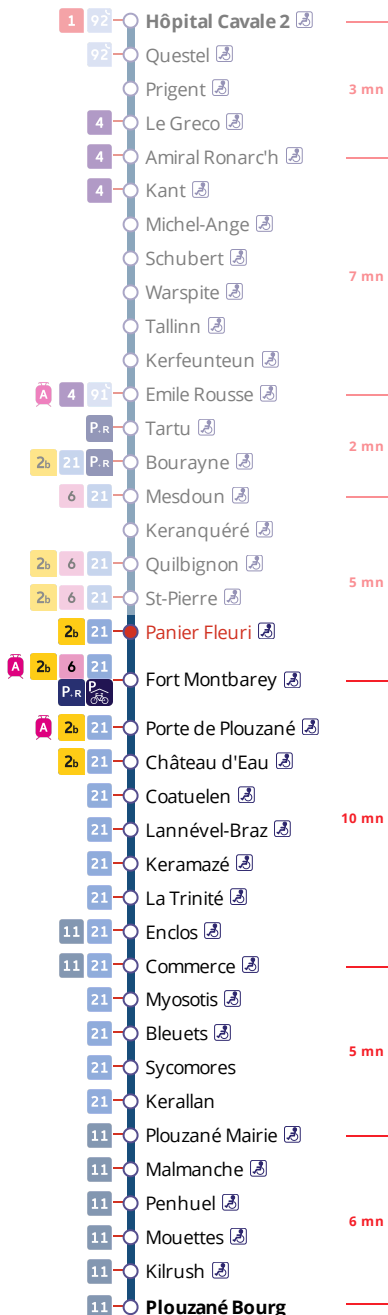 1 92 Hôpital Cavale 2
92 Questel
Prigent
3 mn
4 Le Greco
4 Amiral Ronarc'h
4 Kant
Michel-Ange
Schubert
7 mn
Warspite
Tallinn
Kerfeunteun
A 4 91 Emile Rousse
P.R Tartu
2 mn
2b 21 P.R Bourayne
6 21 Mesdoun
Keranquéré
2b 6 21 Quilbignon
5 mn
2b 6 21 St-Pierre
2b 21 Panier Fleuri
A 2b 6 21
P.R P Fort Montbarey
A 2b 21 Porte de Plouzané
2b 21 Château d'Eau
21 Coatuelen
10 mn
21 Lannével-Braz
21 Keramazé
21 La Trinité
11 21 Enclos
11 21 Commerce
21 Myosotis
21 Bleuets
5 mn
21 Sycomores
21 Kerallan
11 Plouzané Mairie
11 Malmanche
11 Penhuel
6 mn
11 Mouettes
11 Kilrush
11 Plouzané Bourg